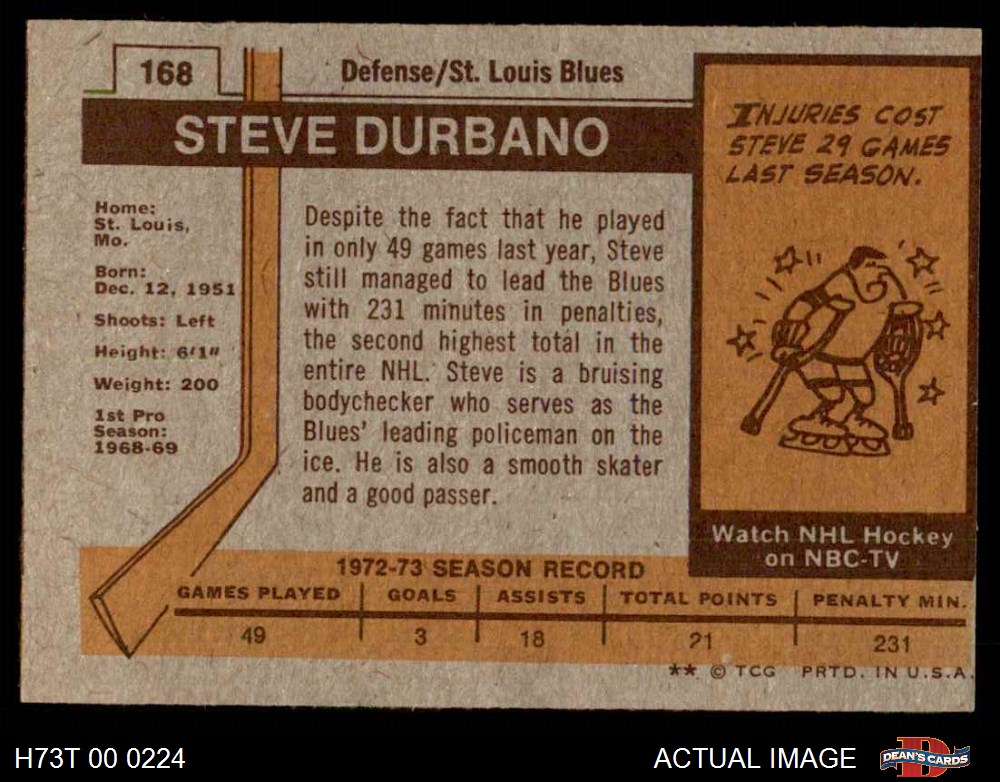 168
Defense/St. Louis Blues
STEVE DURBANO
Home:
St. Louis,
Mo.
Born:
Dec. 12, 1951
Shoots: Left
Height: 6'1"
Weight: 200
1st Pro
Season:
1968-69
Despite the fact that he played
in only 49 games last year, Steve
still managed to lead the Blues
with 231 minutes in penalties,
the second highest total in the
entire NHL. Steve is a bruising
bodychecker who serves as the
Blues' leading policeman on the
ice. He is also a smooth skater
and a good passer.
INJURIES COST
STEVE 29 GAMES
LAST SEASON.
Watch NHL Hockey
on NBC-TV
1972-73 SEASON RECORD
GAMES PLAYED GOALS ASSISTS TOTAL POINTS PENALTY MIN.
49 3 18 21 231
** © TCG PRTD. IN U.S.A.
H73T 00 0224
ACTUAL IMAGE
DEAN'S CARDS